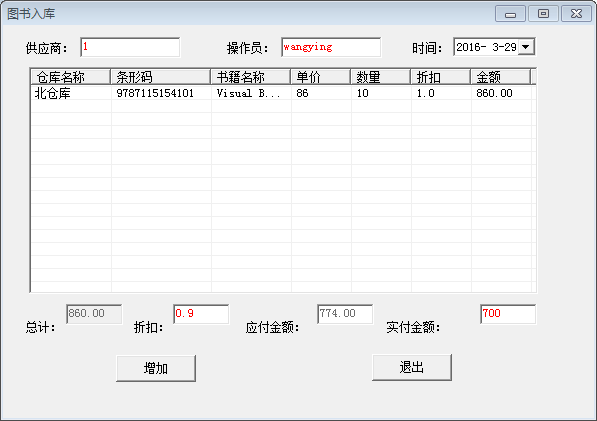 图书入库
供应商： 1 操作员： wangying 时间： 2016- 3-29
仓库名称 条形码 书籍名称 单价 数量 折扣 金额
北仓库 9787115154101 Visual B... 86 10 1.0 860.00
总计： 860.00 折扣： 0.9 应付金额： 774.00 实付金额： 700
增加 退出